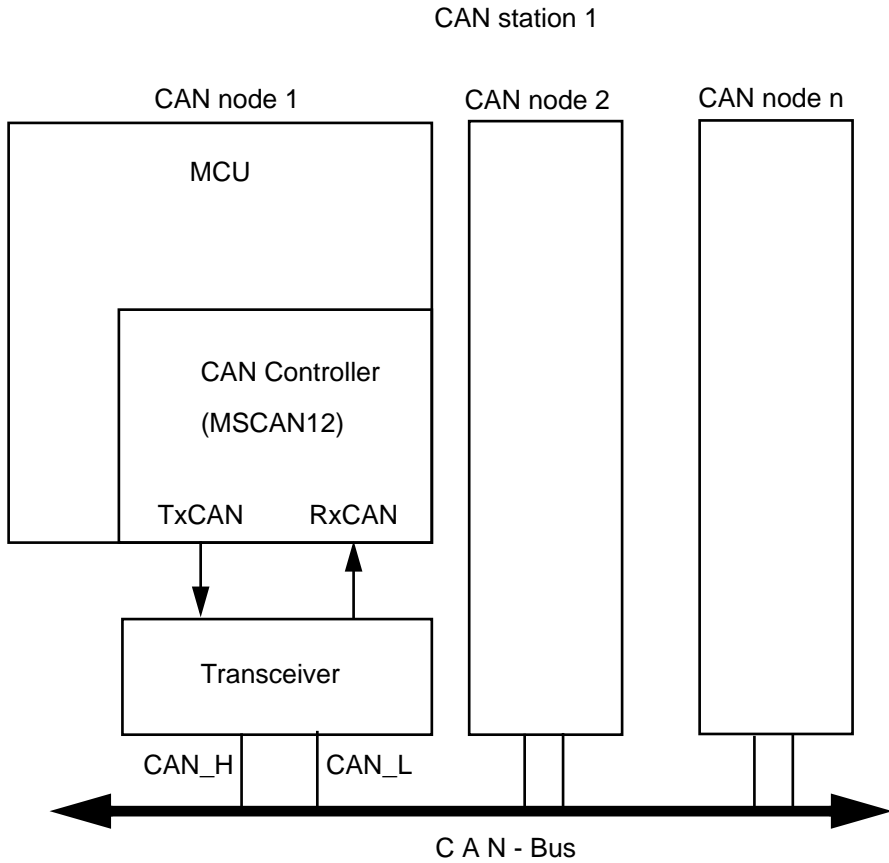 CAN station 1
CAN node 1
CAN node 2
CAN node n
MCU
CAN Controller
(MSCAN12)
TxCAN
RxCAN
Transceiver
CAN_H
CAN_L
C A N - Bus